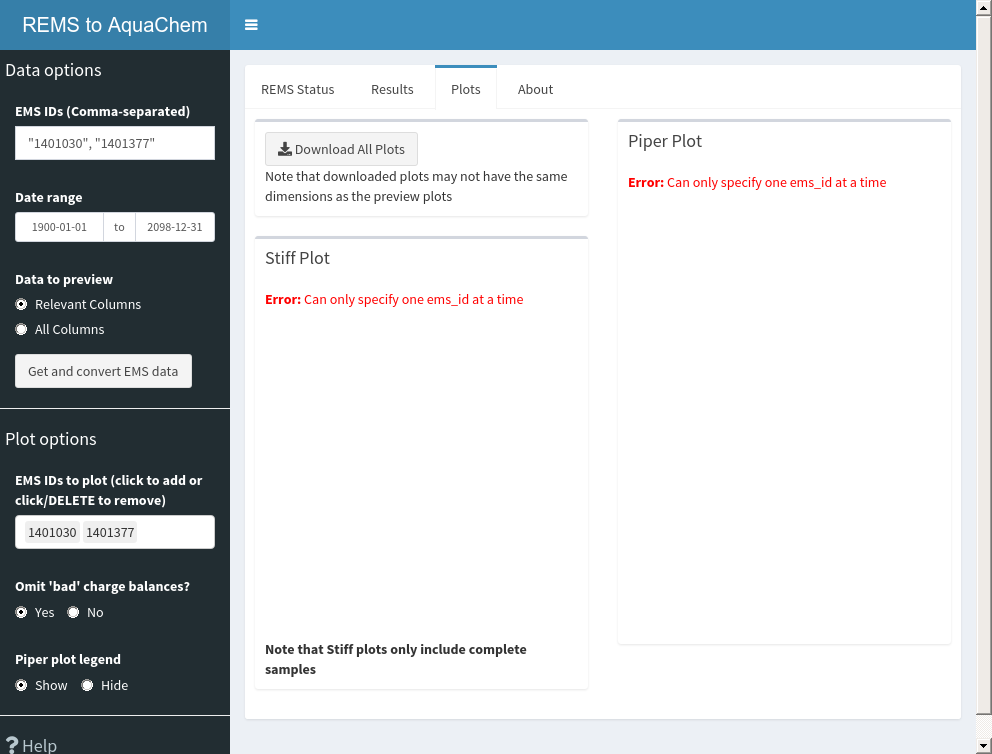 REMS to AquaChem
Data options
EMS IDs (Comma-separated)
"1401030", "1401377"
Date range
1900-01-01 to 2098-12-31
Data to preview
Relevant Columns
All Columns
Get and convert EMS data
Plot options
EMS IDs to plot (click to add or
click/DELETE to remove)
1401030 1401377
Omit 'bad' charge balances?
Yes No
Piper plot legend
Show Hide
? Help
REMS Status Results Plots About
Download All Plots
Note that downloaded plots may not have the same
dimensions as the preview plots
Stiff Plot
Error: Can only specify one ems_id at a time
Note that Stiff plots only include complete
samples
Piper Plot
Error: Can only specify one ems_id at a time